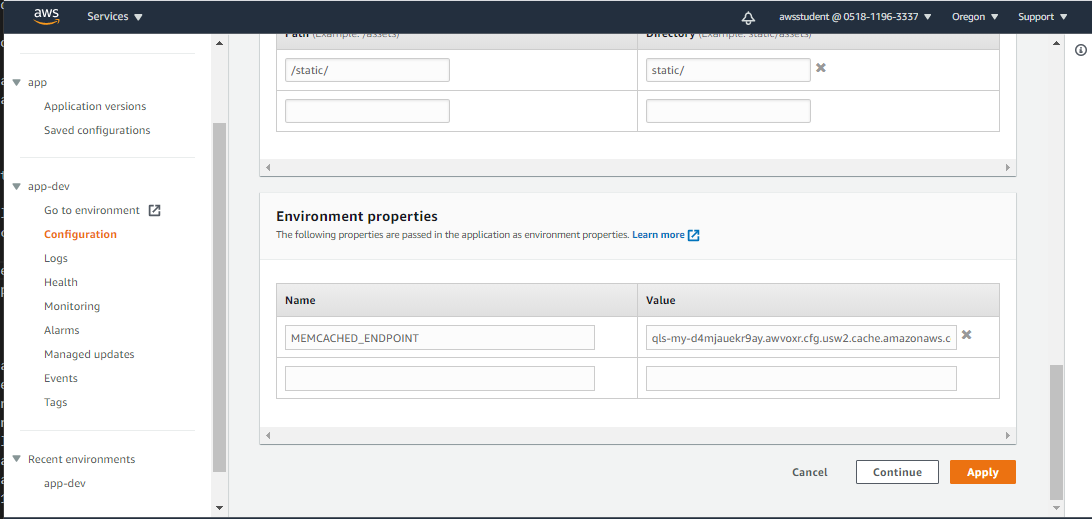 aws
Services
awsstudent @ 0518-1196-3337
Oregon
Support
app
Application versions
Saved configurations
app-dev
Go to environment
Configuration
Logs
Health
Monitoring
Alarms
Managed updates
Events
Tags
Recent environments
app-dev
Path (Example: /assets)
Directory (Example: static/assets)
/static/
static/
Environment properties
The following properties are passed in the application as environment properties. Learn more
Name
Value
MEMCACHED_ENDPOINT
qls-my-d4mjauekr9ay.awvoxr.cfg.usw2.cache.amazonaws.c
Cancel
Continue
Apply